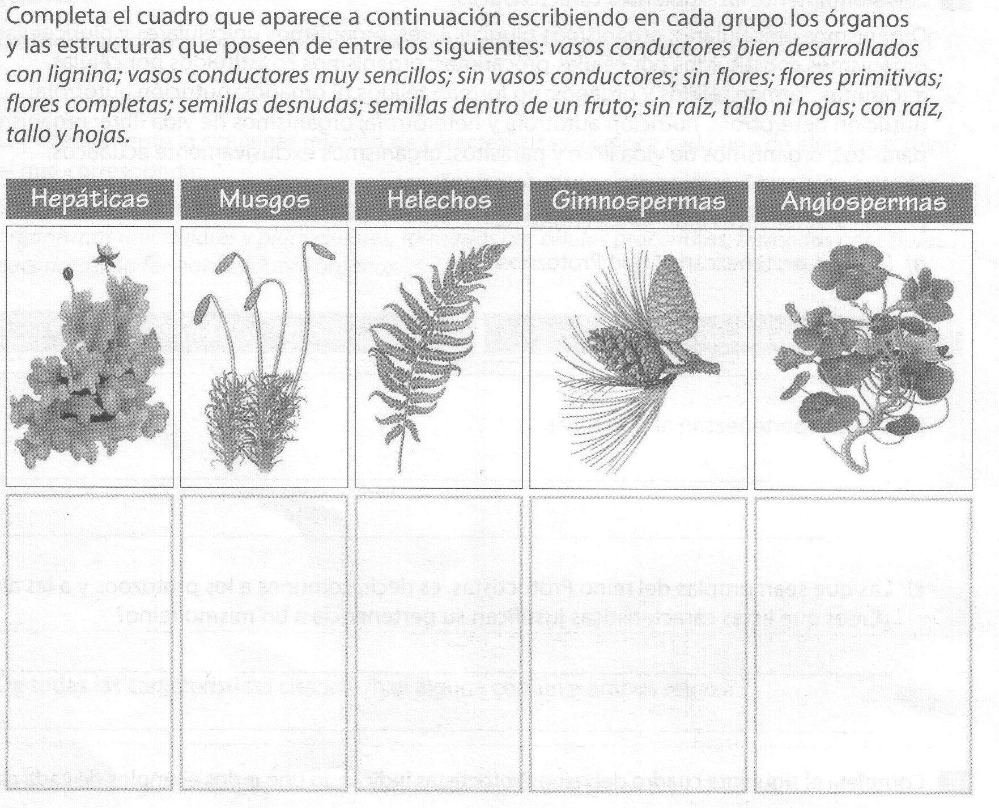 Completa el cuadro que aparece a continuación escribiendo en cada grupo los órganos
y las estructuras que poseen de entre los siguientes: vasos conductores bien desarrollados
con lignina; vasos conductores muy sencillos; sin vasos conductores; sin flores; flores primitivas;
flores completas; semillas desnudas; semillas dentro de un fruto; sin raíz, tallo ni hojas; con raíz,
tallo y hojas.
Hepáticas
Musgos
Helechos
Gimnospermas
Angiospermas